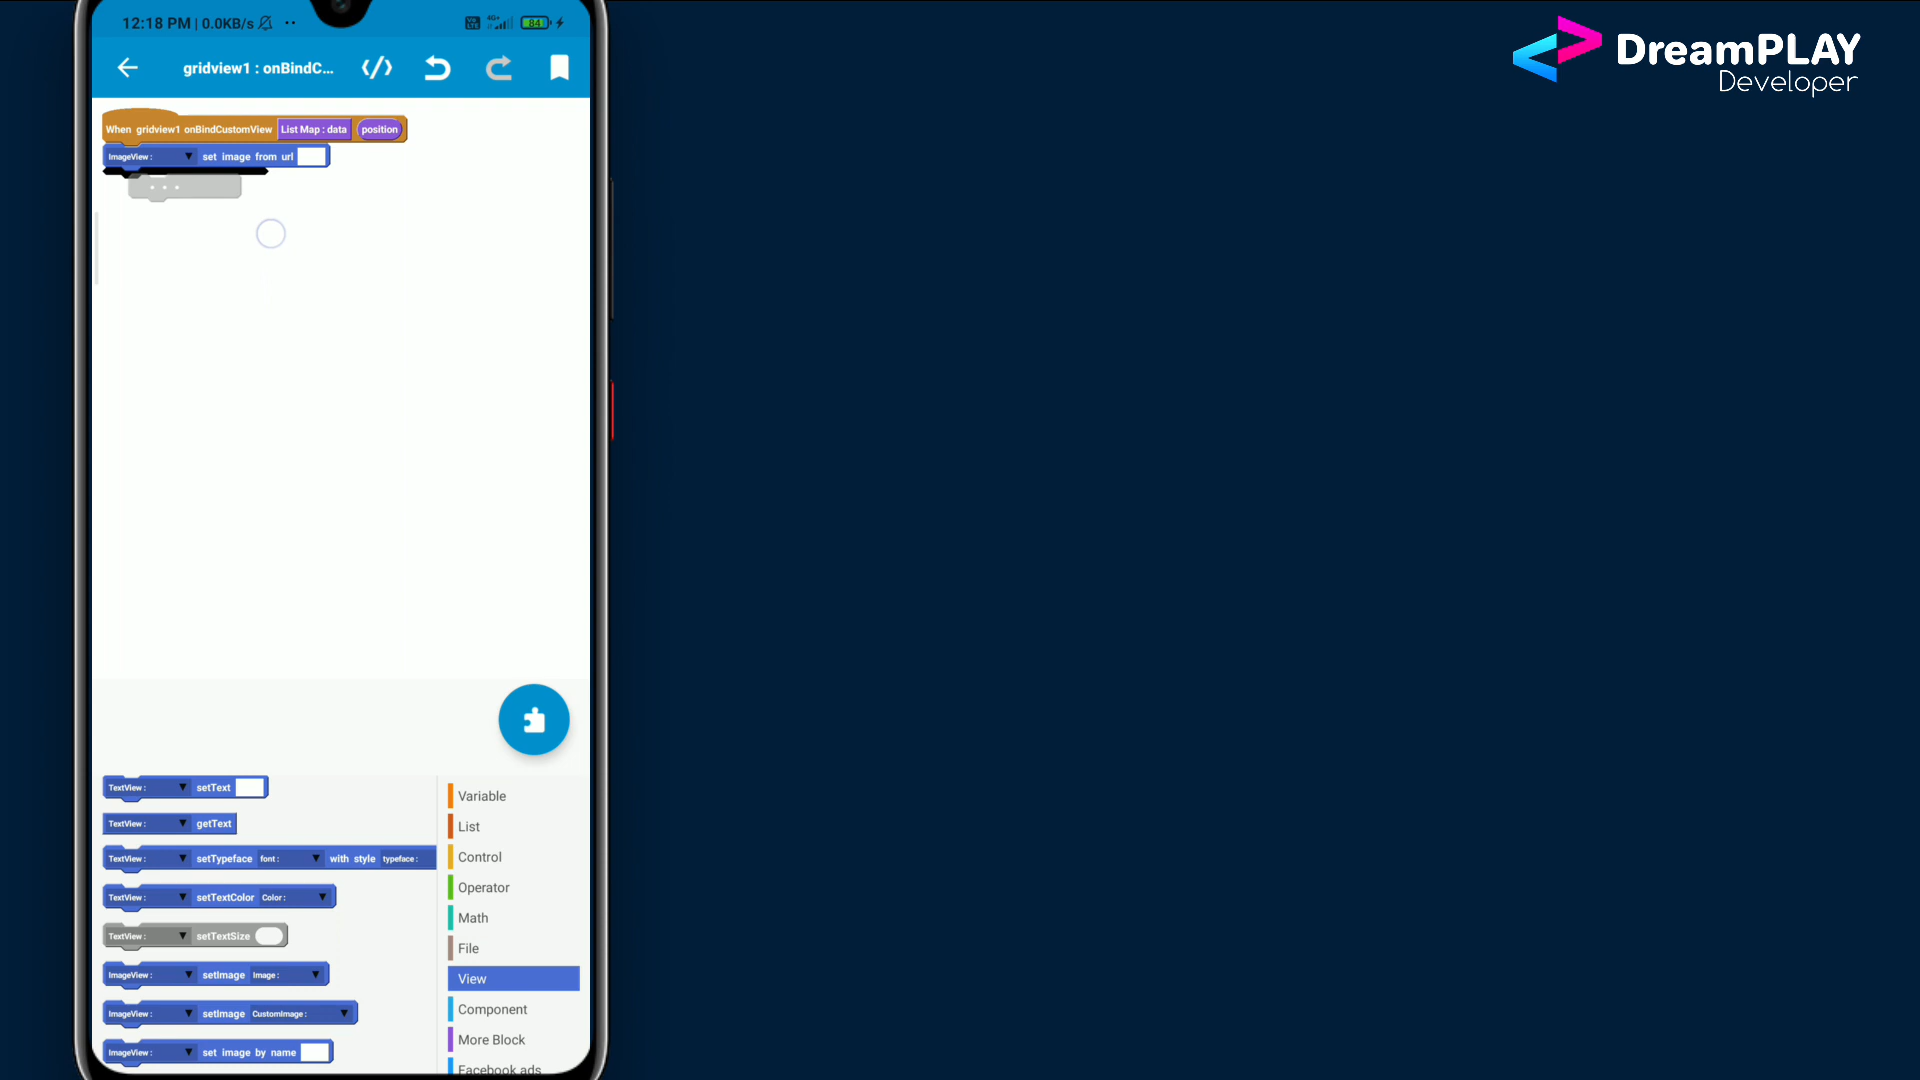 12:18 PM | 0.0KB/s
4G+
84
DreamPLAY
Developer
gridview1 : onBindC...
When gridview1 onBindCustomView List Map : data position
ImageView : set image from url
TextView : setText
TextView : getText
TextView : setTypeface font : with style typeface :
TextView : setTextColor Color :
TextView : setTextSize
ImageView : setImage Image :
ImageView : setImage CustomImage :
ImageView : set image by name
Variable
List
Control
Operator
Math
File
View
Component
More Block
Facebook ads